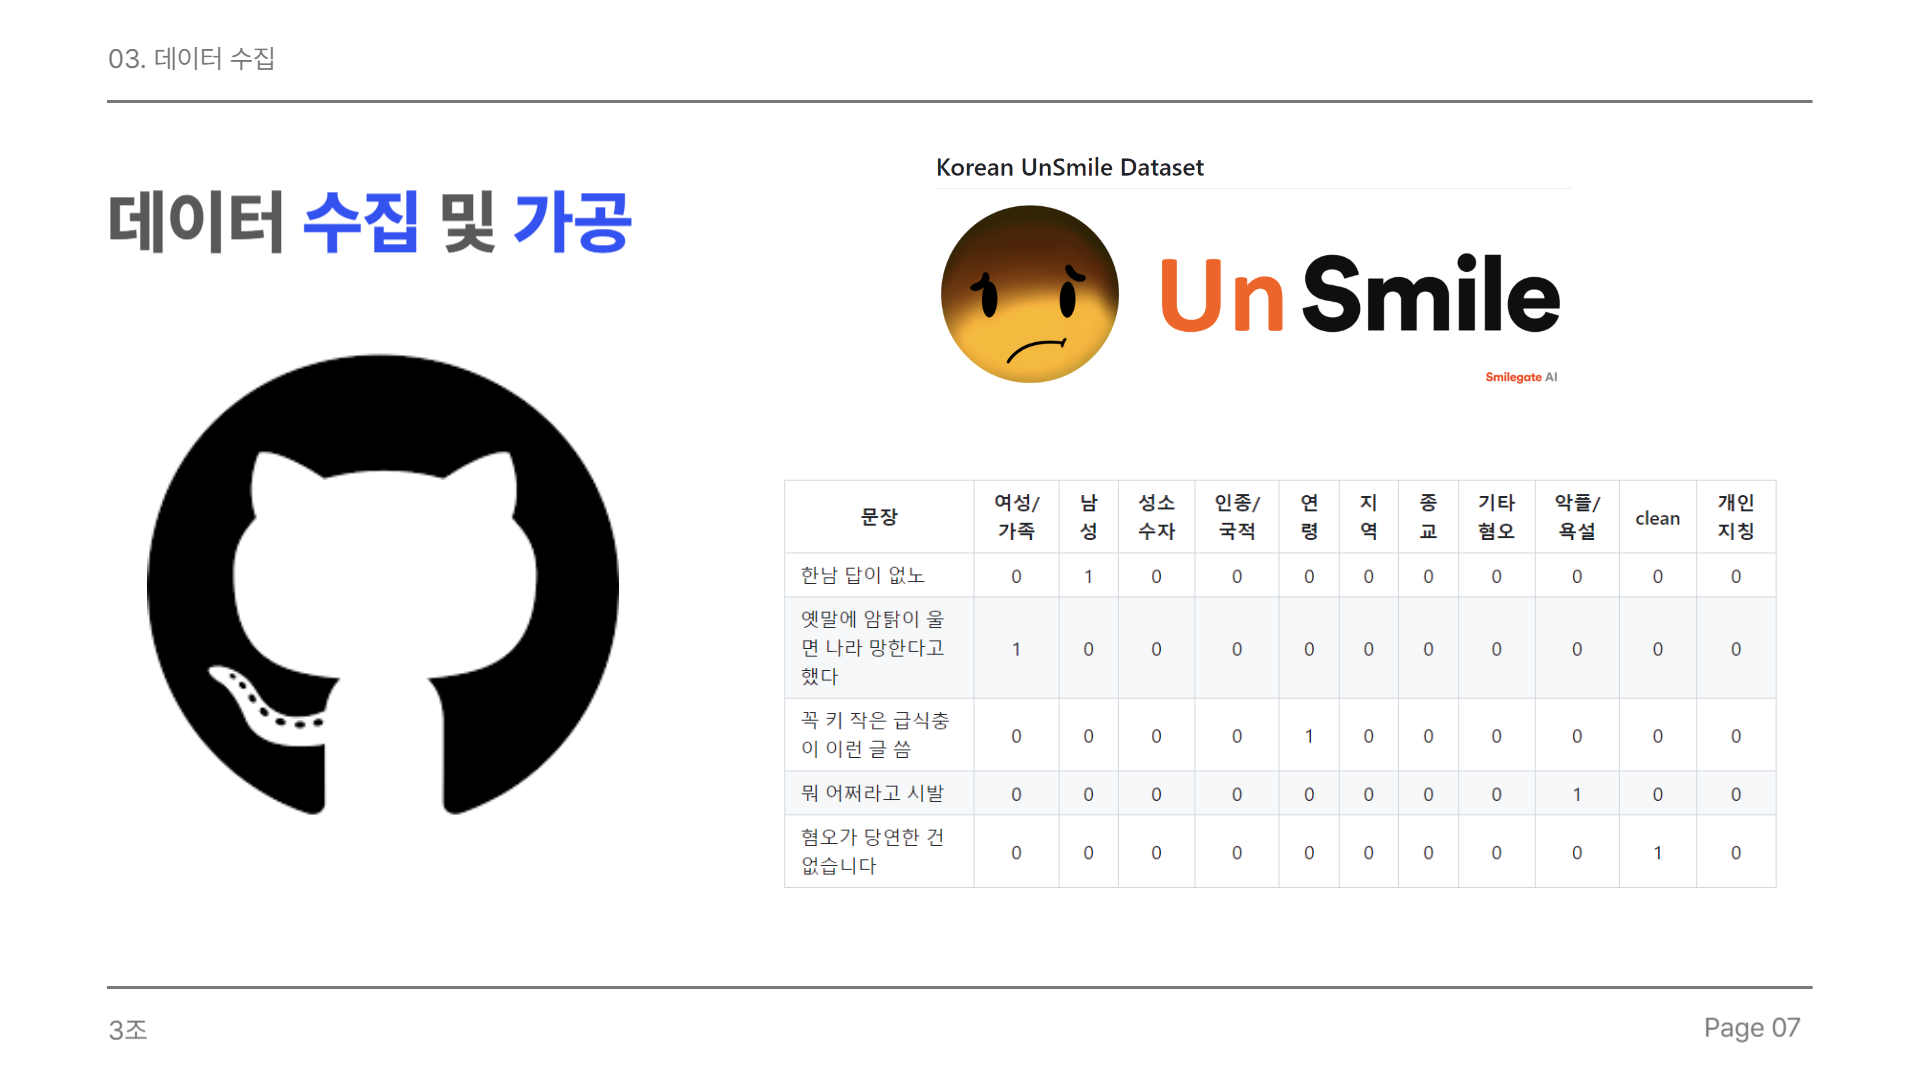 03. 데이터 수집
데이터 수집 및 가공
Korean UnSmile Dataset
UnSmile
Smilegate AI
문장 여성/가족 남성 성소수자 인종/국적 연령 지역 종교 기타혐오 악플/욕설 clean 개인지칭
한남 답이 없노 0 1 0 0 0 0 0 0 0 0 0
옛말에 암탉이 울
면 나라 망한다고 1 0 0 0 0 0 0 0 0 0 0
했다
꼭 키 작은 급식충
이 이런 글 씀 0 0 0 0 1 0 0 0 0 0 0
뭐 어쩌라고 시발 0 0 0 0 0 0 0 0 1 0 0
혐오가 당연한 건
없습니다 0 0 0 0 0 0 0 0 0 1 0
3조
Page 07